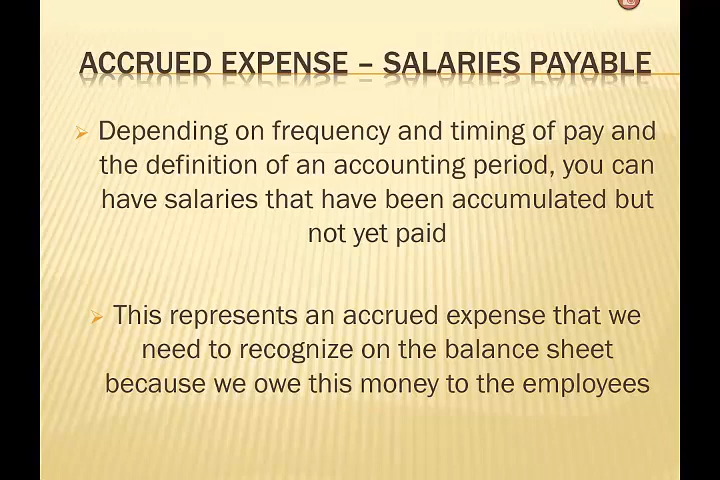 ACCRUED EXPENSE – SALARIES PAYABLE
Depending on frequency and timing of pay and
the definition of an accounting period, you can
have salaries that have been accumulated but
not yet paid
This represents an accrued expense that we
need to recognize on the balance sheet
because we owe this money to the employees